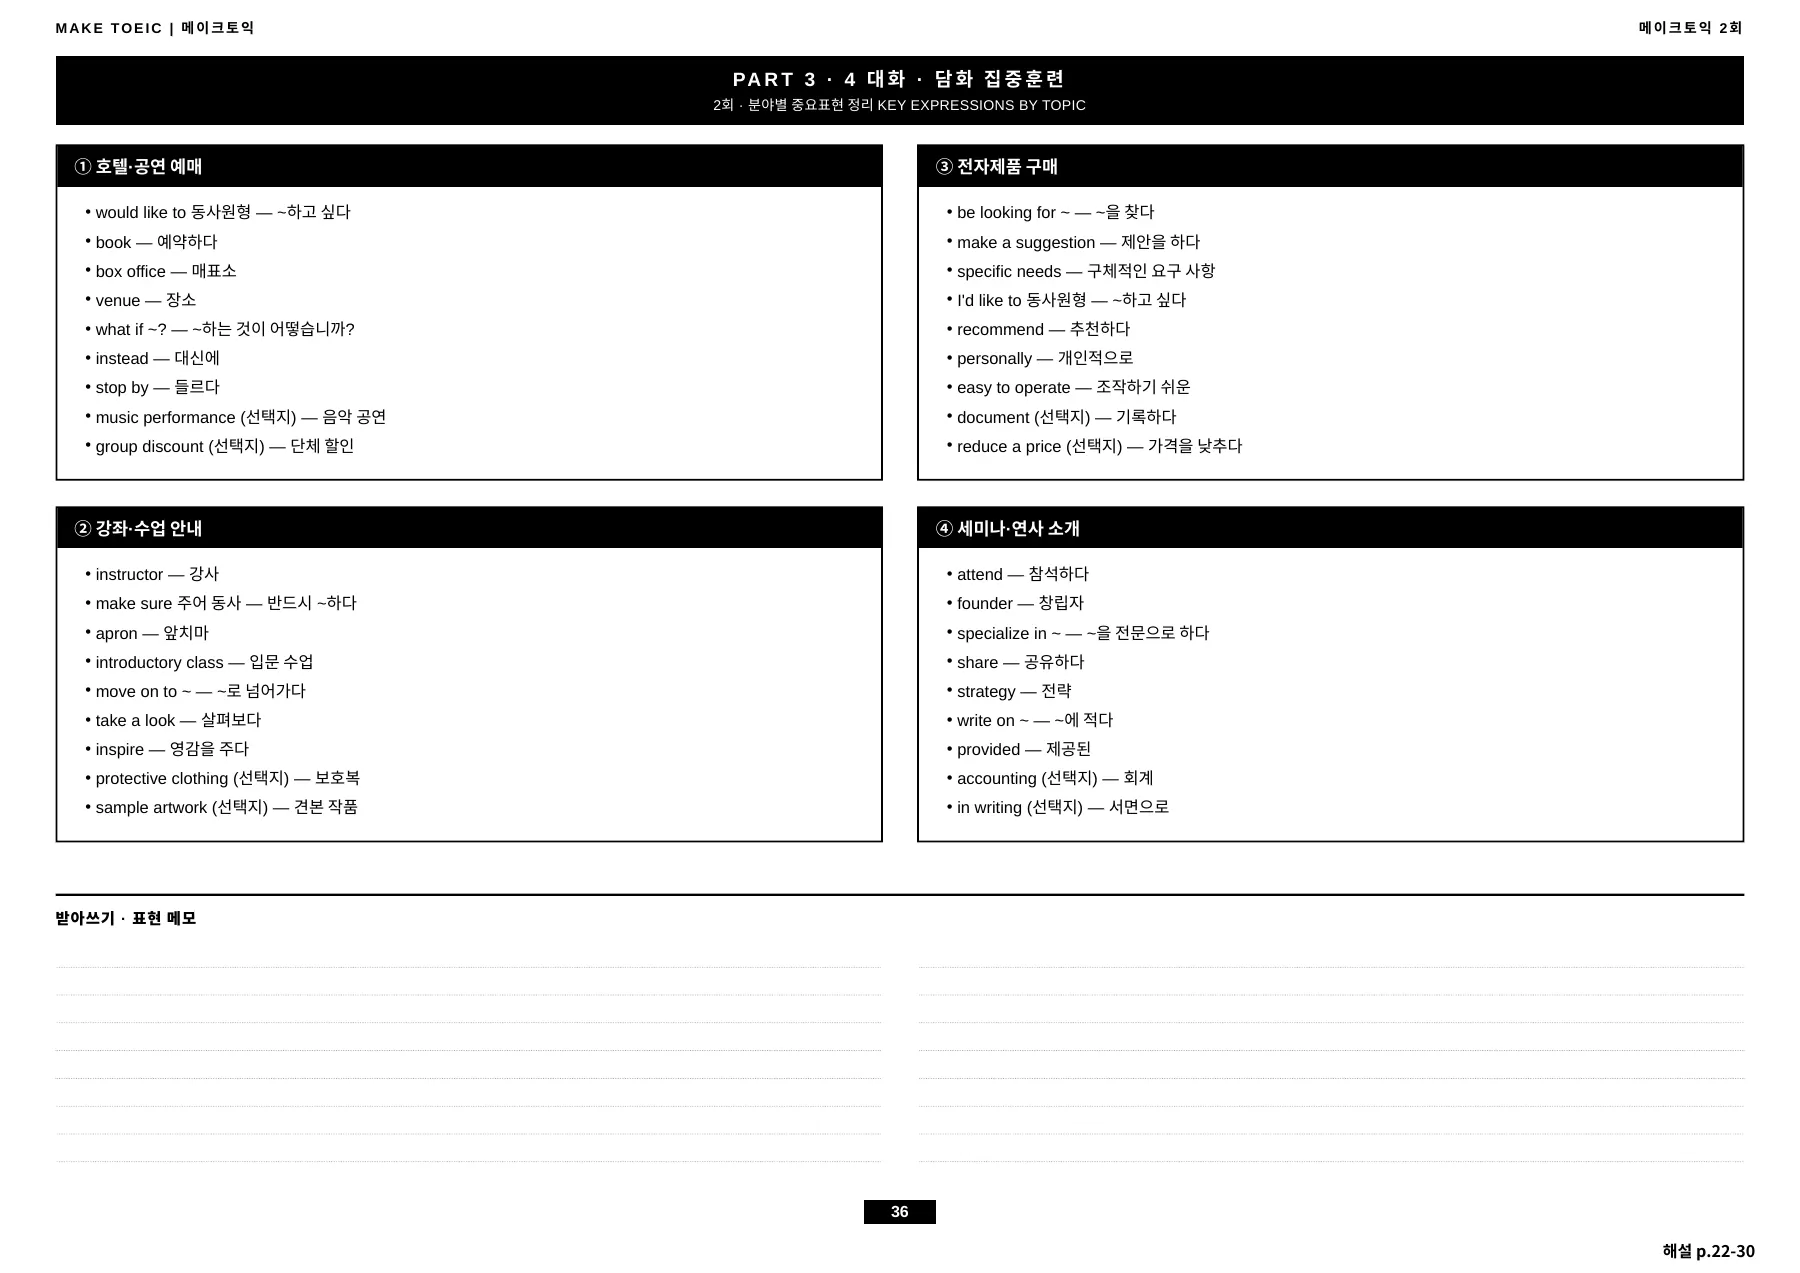 MAKE TOEIC | 메이크토익
메이크토익 2회
PART 3 · 4 대화 · 담화 집중훈련
2회 · 분야별 중요표현 정리 KEY EXPRESSIONS BY TOPIC
① 호텔·공연 예매
• would like to 동사원형 — ~하고 싶다
• book — 예약하다
• box office — 매표소
• venue — 장소
• what if ~? — ~하는 것이 어떻습니까?
• instead — 대신에
• stop by — 들르다
• music performance (선택지) — 음악 공연
• group discount (선택지) — 단체 할인
② 강좌·수업 안내
• instructor — 강사
• make sure 주어 동사 — 반드시 ~하다
• apron — 앞치마
• introductory class — 입문 수업
• move on to ~ — ~로 넘어가다
• take a look — 살펴보다
• inspire — 영감을 주다
• protective clothing (선택지) — 보호복
• sample artwork (선택지) — 견본 작품
③ 전자제품 구매
• be looking for ~ — ~을 찾다
• make a suggestion — 제안을 하다
• specific needs — 구체적인 요구 사항
• I'd like to 동사원형 — ~하고 싶다
• recommend — 추천하다
• personally — 개인적으로
• easy to operate — 조작하기 쉬운
• document (선택지) — 기록하다
• reduce a price (선택지) — 가격을 낮추다
④ 세미나·연사 소개
• attend — 참석하다
• founder — 창립자
• specialize in ~ — ~을 전문으로 하다
• share — 공유하다
• strategy — 전략
• write on ~ — ~에 적다
• provided — 제공된
• accounting (선택지) — 회계
• in writing (선택지) — 서면으로
받아쓰기 · 표현 메모
36
해설 p.22-30